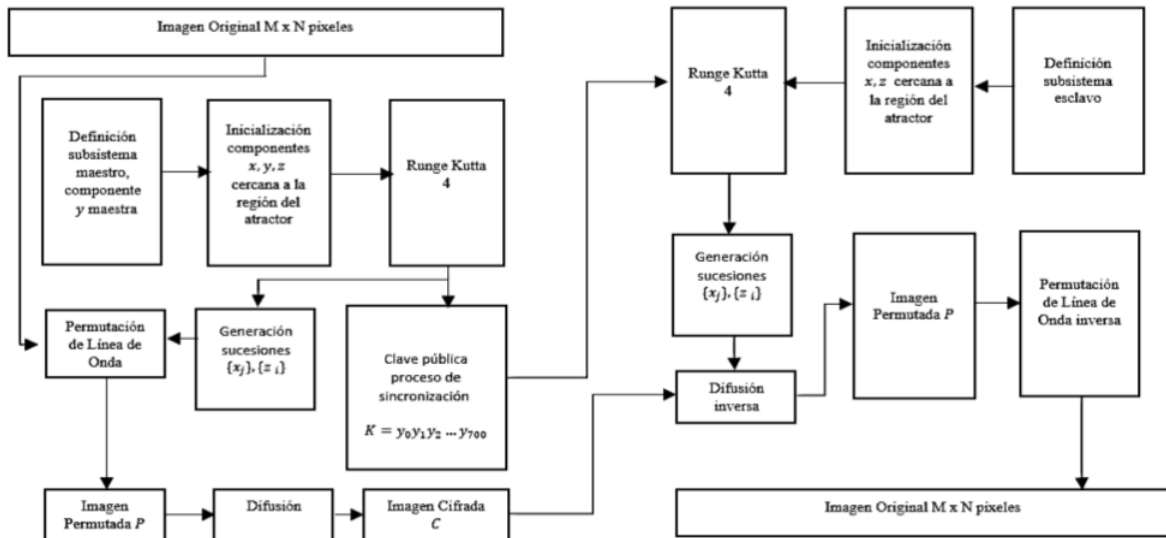 Imagen Original M x N pixeles
Definición
subsistema
maestro,
componente
y maestra
Inicialización
componentes
x, y, z
cercana a la
región del
atractor
Runge Kutta
4
Permutación
de Línea de
Onda
Generación
sucesiones
{x_j}, {z_i}
Clave pública
proceso de
sincronización
K = y_0y_1y_2 ... y_700
Imagen
Permutada P
Difusión
Imagen Cifrada
C
Runge Kutta
4
Inicialización
componentes
x, z cercana a
la región del
atractor
Definición
subsistema
esclavo
Generación
sucesiones
{x_j}, {z_i}
Difusión
inversa
Imagen
Permutada P
Permutación
de Línea de
Onda inversa
Imagen Original M x N pixeles